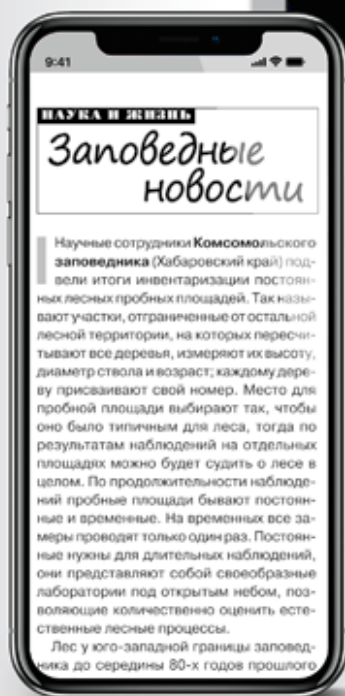 9:41
НАУКА И ЖИЗНЬ
Заповедные
новости
Научные сотрудники Комсомольского
заповедника (Хабаровский край) под-
вели итоги инвентаризации постоян-
ных лесных пробных площадей. Так назы-
вают участки, отграниченные от остальной
лесной территории, на которых пересчи-
тывают все деревья, измеряют их высоту,
диаметр ствола и возраст; каждому дере-
ву присваивают свой номер. Место для
пробной площади выбирают так, чтобы
оно было типичным для леса, тогда по
результатам наблюдений на отдельных
площадях можно будет судить о лесе в
целом. По продолжительности наблюде-
ний пробные площади бывают постоян-
ные и временные. На временных все за-
меры проводят только один раз. Постоян-
ные нужны для длительных наблюдений,
они представляют собой своеобразные
лаборатории под открытым небом, поз-
воляющие количественно оценить есте-
ственные лесные процессы.
Лес у юго-западной границы заповед-
ника до середины 80-х годов прошлого